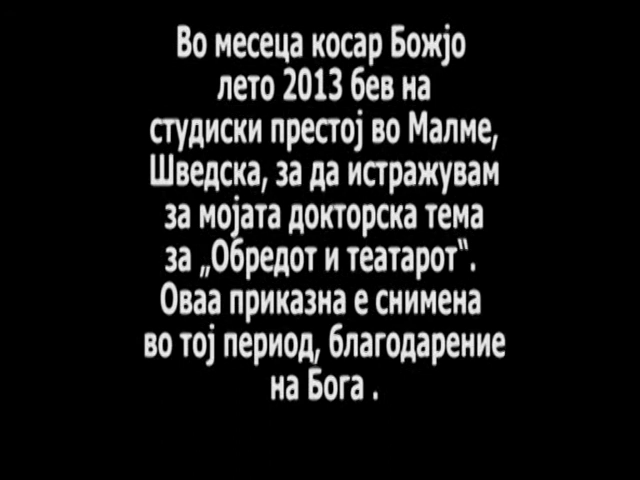 Во месеца косар Божјо
лето 2013 бев на
студиски престој во Малме,
Шведска, за да истражувам
за мојата докторска тема
за „Обредот и театарот“.
Оваа приказна е снимена
во тој период, благодарение
на Бога .